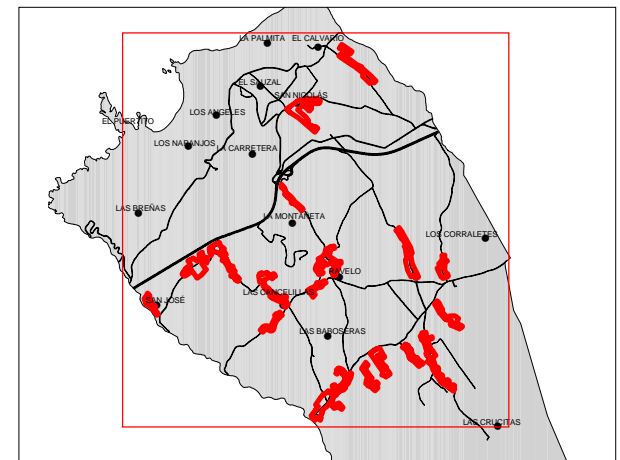 LA PALMITA
EL CALVARIO
EL SAUZAL
SAN NICOLÁS
LOS ANGELES
EL PUERTITO
LOS NARANJOS
LA CARRETERA
LAS BREÑAS
LA MONTAÑETA
LOS CORRALETES
RAVELO
LAS CANCELILLAS
SAN JOSÉ
LAS BABOSERAS
LAS CRUCITAS